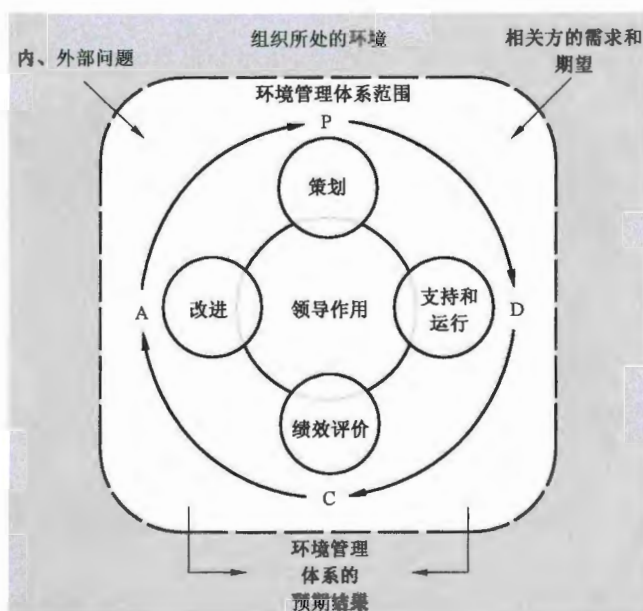 组织所处的环境
内、外部问题
相关方的需求和
期望
环境管理体系范围
P
策划
A
改进
领导作用
支持和
运行
D
绩效评价
C
环境管理
体系的
预期结果